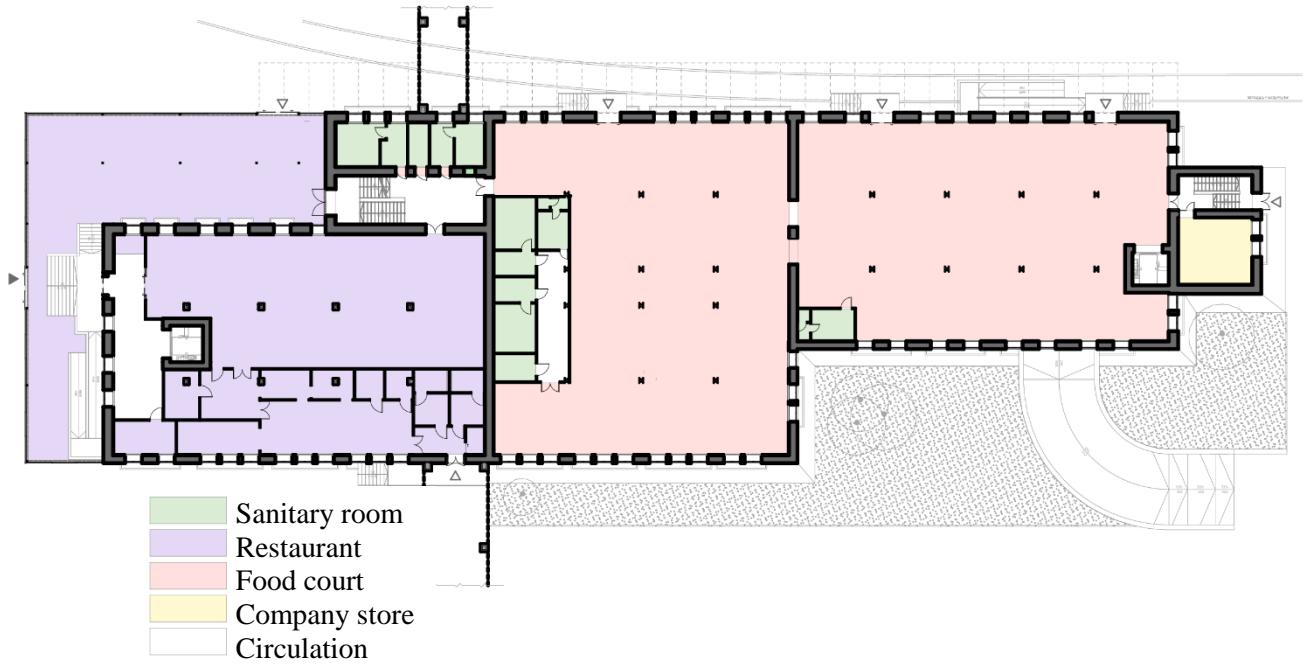 Sanitary room
Restaurant
Food court
Company store
Circulation